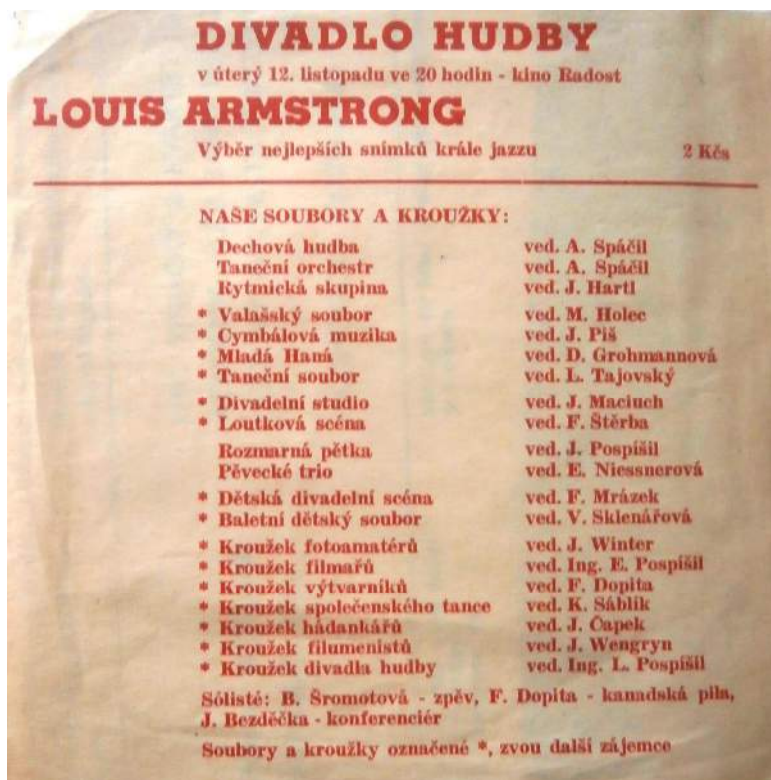 DIVADLO HUDBY
v úterý 12. listopadu ve 20 hodin - kino Radost
LOUIS ARMSTRONG
Výběr nejlepších snímků krále jazzu 2 Kčs
NAŠE SOUBORY A KROUŽKY:
Dechová hudba ved. A. Spáčil
Taneční orchestr ved. A. Spáčil
Rytmická skupina ved. J. Hartl
* Valašský soubor ved. M. Holec
* Cymbálová muzika ved. J. Piš
* Mladá Haná ved. D. Grohmannová
* Taneční soubor ved. L. Tajovský
* Divadelní studio ved. J. Maciuch
* Loutková scéna ved. F. Štěrba
Rozmarná pětka ved. J. Pospíšil
Pěvecké trio ved. E. Niessnerová
* Dětská divadelní scéna ved. F. Mrázek
* Baletní dětský soubor ved. V. Sklenářová
* Kroužek fotoamatérů ved. J. Winter
* Kroužek filmařů ved. Ing. E. Pospíšil
* Kroužek výtvarníků ved. F. Dopita
* Kroužek společenského tance ved. K. Sáblík
* Kroužek hádankářů ved. J. Čapek
* Kroužek filumenistů ved. J. Wengryn
* Kroužek divadla hudby ved. Ing. L. Pospíšil
Sólisté: B. Šromotová - zpěv, F. Dopita - kanadská pila,
J. Bezděčka - konferenciér
Soubory a kroužky označené *, zvou další zájemce